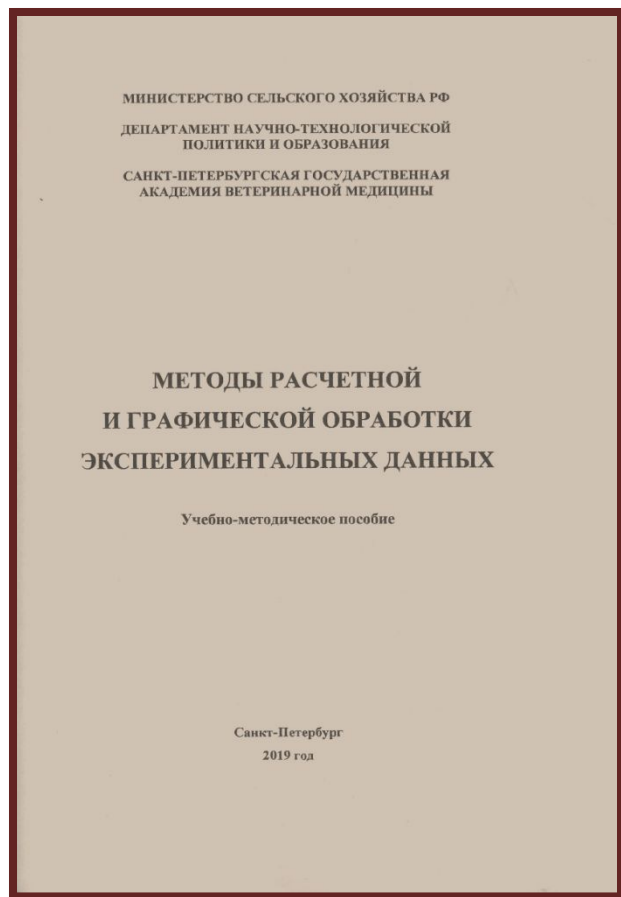 МИНИСТЕРСТВО СЕЛЬСКОГО ХОЗЯЙСТВА РФ
ДЕПАРТАМЕНТ НАУЧНО-ТЕХНОЛОГИЧЕСКОЙ
ПОЛИТИКИ И ОБРАЗОВАНИЯ
САНКТ-ПЕТЕРБУРГСКАЯ ГОСУДАРСТВЕННАЯ
АКАДЕМИЯ ВЕТЕРИНАРНОЙ МЕДИЦИНЫ
МЕТОДЫ РАСЧЕТНОЙ
И ГРАФИЧЕСКОЙ ОБРАБОТКИ
ЭКСПЕРИМЕНТАЛЬНЫХ ДАННЫХ
Учебно-методическое пособие
Санкт-Петербург
2019 год